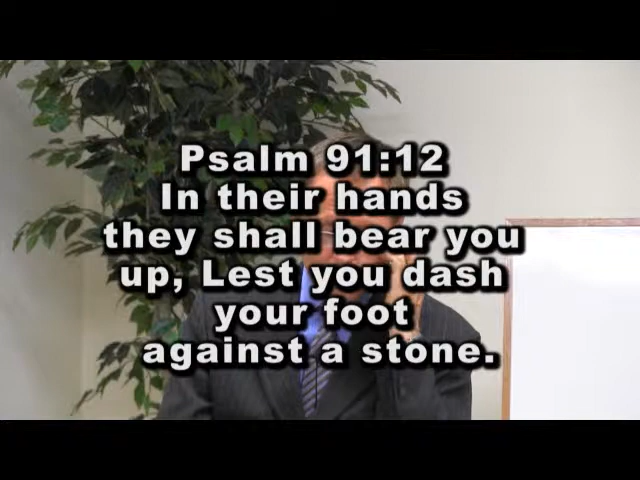 Psalm 91:12
In their hands
they shall bear you
up, Lest you dash
your foot
against a stone.